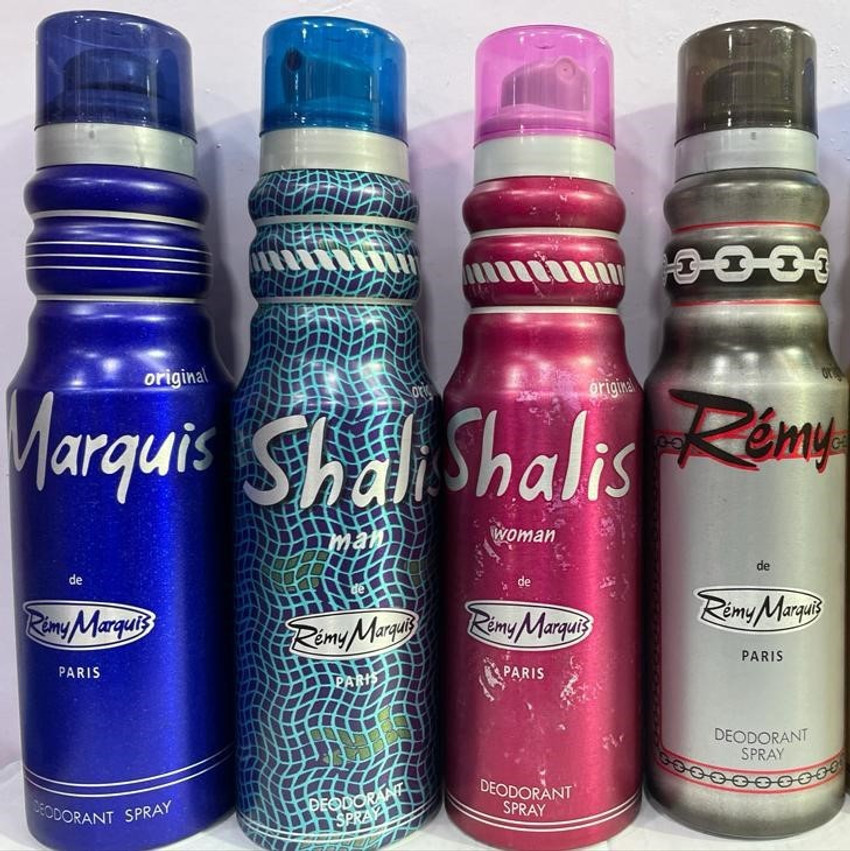 original
Marquis
de
Rémy Marquis
PARIS
DEODORANT SPRAY
Shalis
man
de
Rémy Marquis
PARIS
DEODORANT
SPRAY
original
Shalis
woman
de
Rémy Marquis
PARIS
DEODORANT
SPRAY
Rémy
de
Rémy Marquis
PARIS
DEODORANT
SPRAY